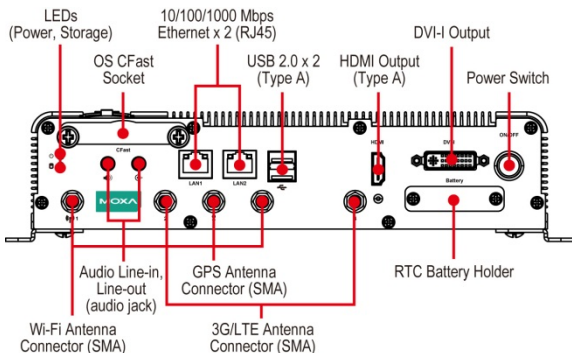 LEDs
(Power, Storage)
10/100/1000 Mbps
Ethernet x 2 (RJ45)
OS CFast
Socket
USB 2.0 x 2
(Type A)
HDMI Output
(Type A)
DVI-I Output
Power Switch
CFast
LAN1
LAN2
HDMI
DVI-I
ON/OFF
Battery
MOXA
Audio Line-in,
Line-out
(audio jack)
GPS Antenna
Connector (SMA)
RTC Battery Holder
Wi-Fi Antenna
Connector (SMA)
3G/LTE Antenna
Connector (SMA)